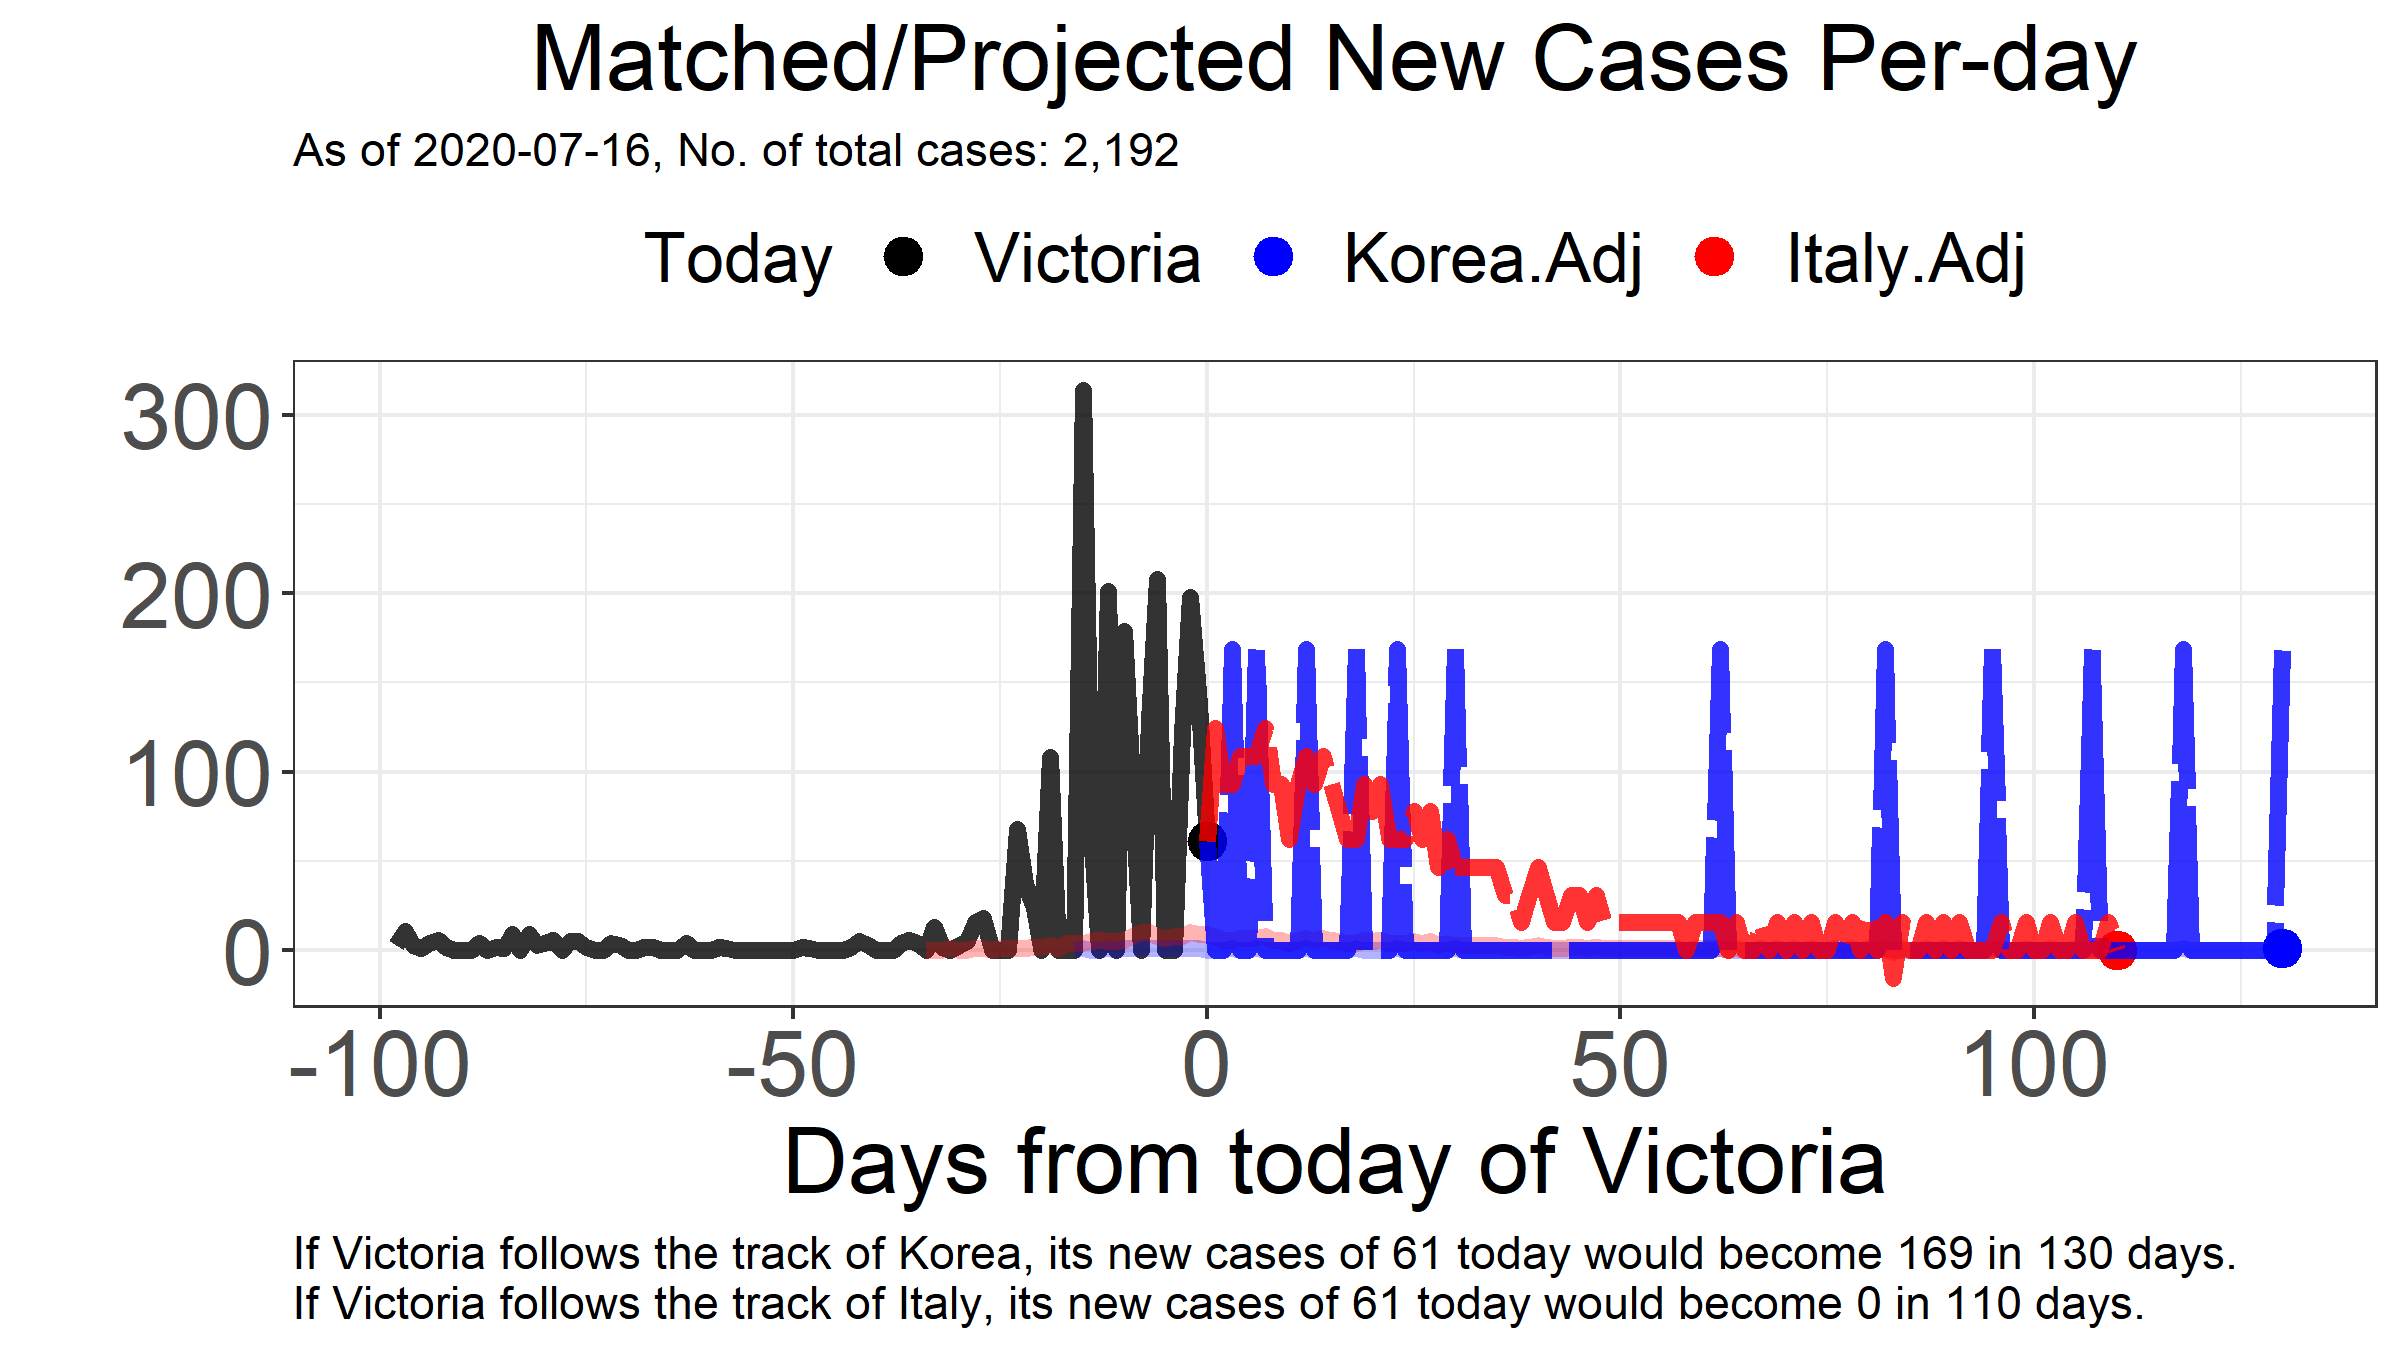 Matched/Projected New Cases Per-day
As of 2020-07-16, No. of total cases: 2,192
Today Victoria Korea.Adj Italy.Adj
300
200
100
0
-100 -50 0 50 100
Days from today of Victoria
If Victoria follows the track of Korea, its new cases of 61 today would become 169 in 130 days.
If Victoria follows the track of Italy, its new cases of 61 today would become 0 in 110 days.